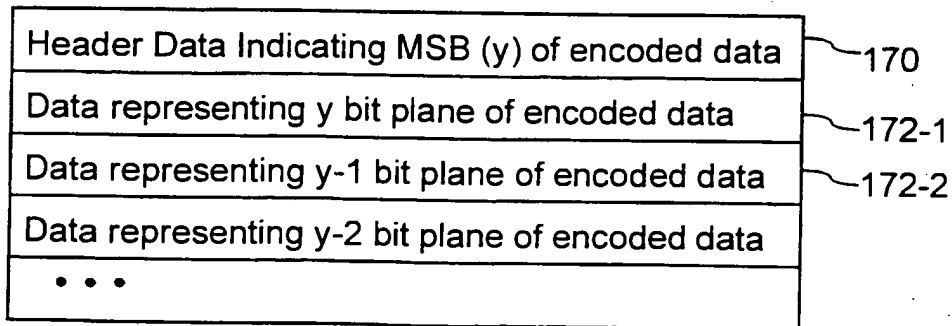 Header Data Indicating MSB (y) of encoded data 170
Data representing y bit plane of encoded data 172-1
Data representing y-1 bit plane of encoded data 172-2
Data representing y-2 bit plane of encoded data
• • •